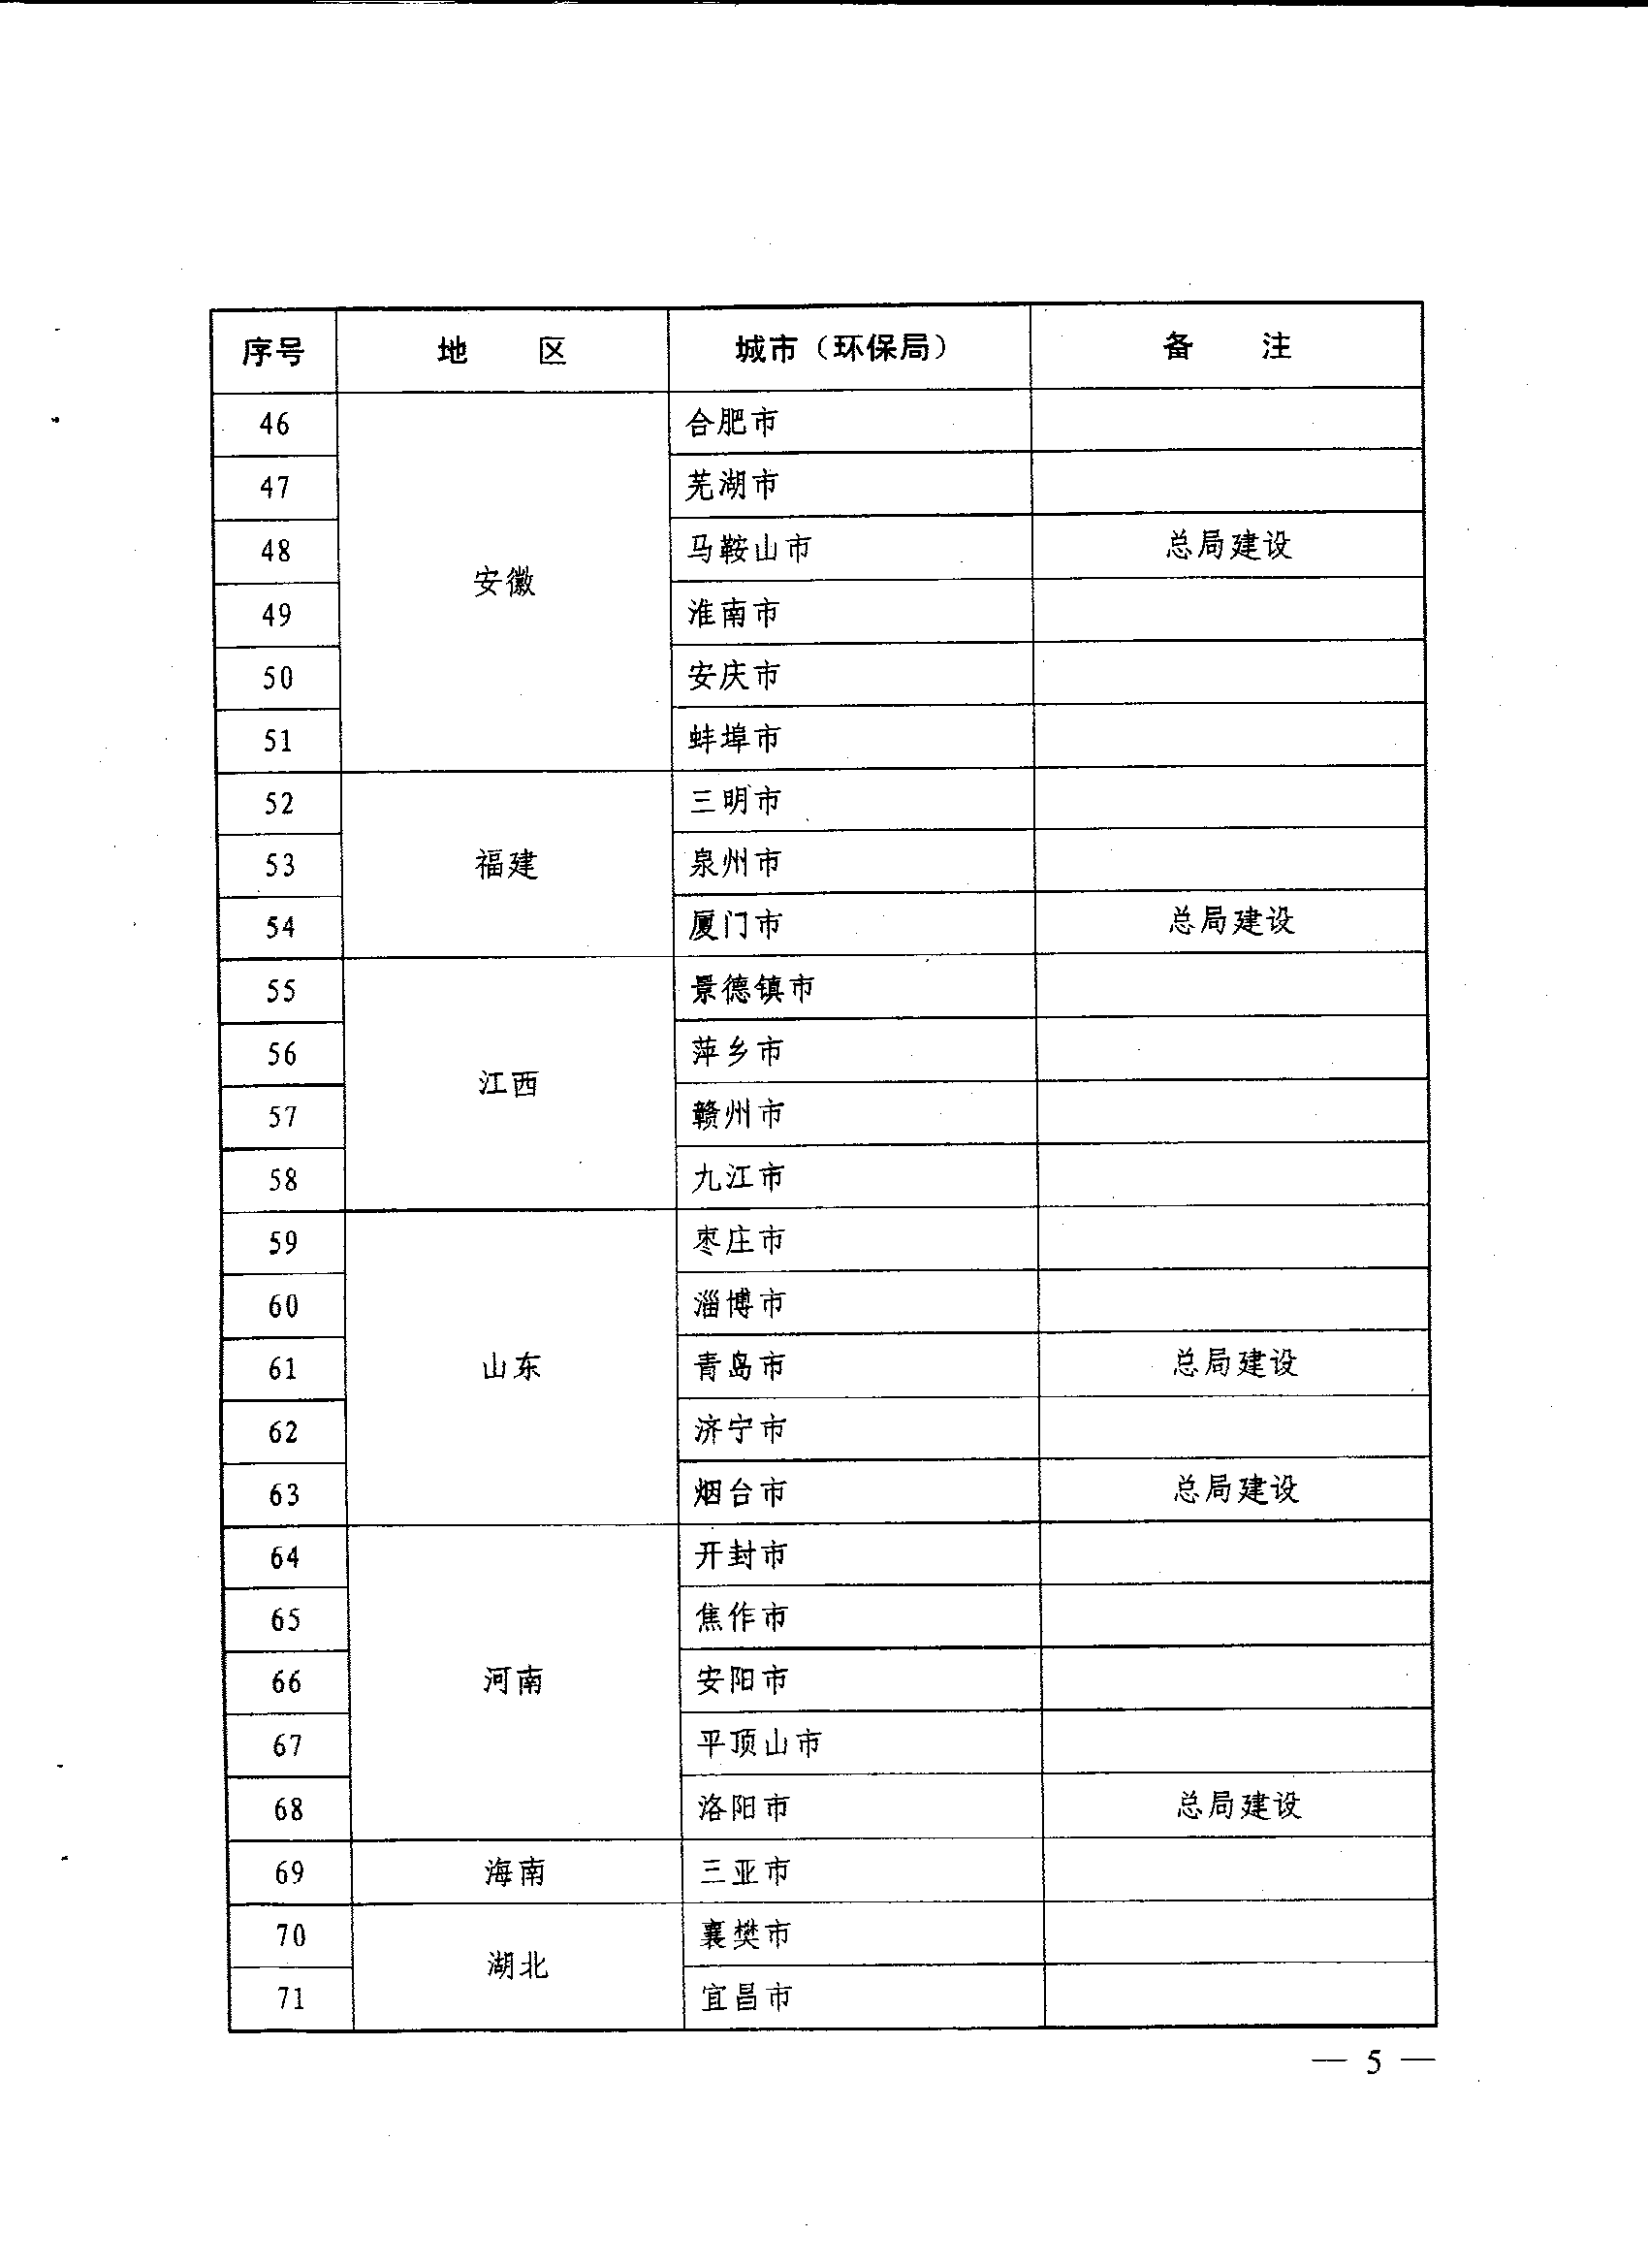 序号 地 区 城市（环保局） 备 注
46 安徽 合肥市
47 芜湖市
48 马鞍山市 总局建设
49 淮南市
50 安庆市
51 蚌埠市
52 福建 三明市
53 泉州市
54 厦门市 总局建设
55 江西 景德镇市
56 萍乡市
57 赣州市
58 九江市
59 山东 枣庄市
60 淄博市
61 青岛市 总局建设
62 济宁市
63 烟台市 总局建设
64 河南 开封市
65 焦作市
66 安阳市
67 平顶山市
68 洛阳市 总局建设
69 海南 三亚市
70 湖北 襄樊市
71 宜昌市
— 5 —